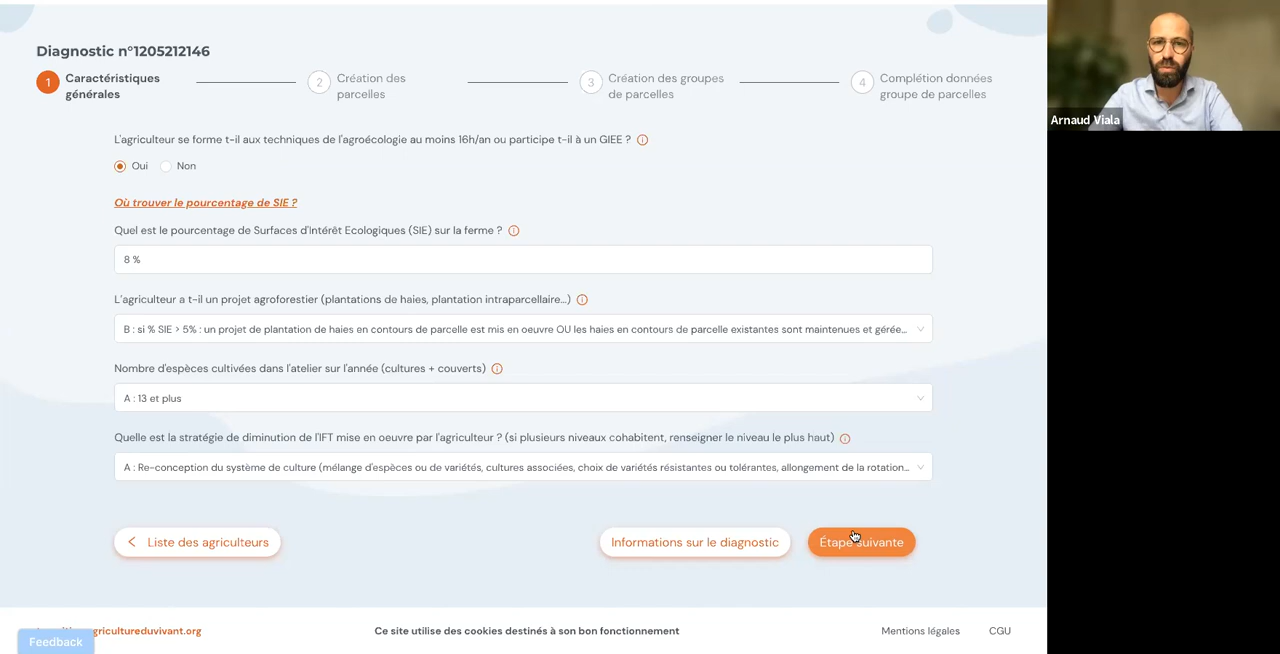 Diagnostic n°1205212146
1 Caractéristiques générales
2 Création des parcelles
3 Création des groupes de parcelles
4 Complétion données groupe de parcelles
Arnaud Viala
L'agriculteur se forme t-il aux techniques de l'agroécologie au moins 16h/an ou participe t-il à un GIEE ?
Oui Non
Où trouver le pourcentage de SIE ?
Quel est le pourcentage de Surfaces d'Intérêt Ecologiques (SIE) sur la ferme ?
8 %
L'agriculteur a t-il un projet agroforestier (plantations de haies, plantation intraparcellaire...)
B : si % SIE > 5% : un projet de plantation de haies en contours de parcelle est mis en oeuvre OU les haies en contours de parcelle existantes sont maintenues et gérée...
Nombre d'espèces cultivées dans l'atelier sur l'année (cultures + couverts)
A : 13 et plus
Quelle est la stratégie de diminution de l'IFT mise en oeuvre par l'agriculteur ? (si plusieurs niveaux cohabitent, renseigner le niveau le plus haut)
A : Re-conception du système de culture (mélange d'espèces ou de variétés, cultures associées, choix de variétés résistantes ou tolérantes, allongement de la rotation...
Liste des agriculteurs
Informations sur le diagnostic
Étape suivante
gricultureduvivant.org
Ce site utilise des cookies destinés à son bon fonctionnement
Mentions légales
CGU
Feedback